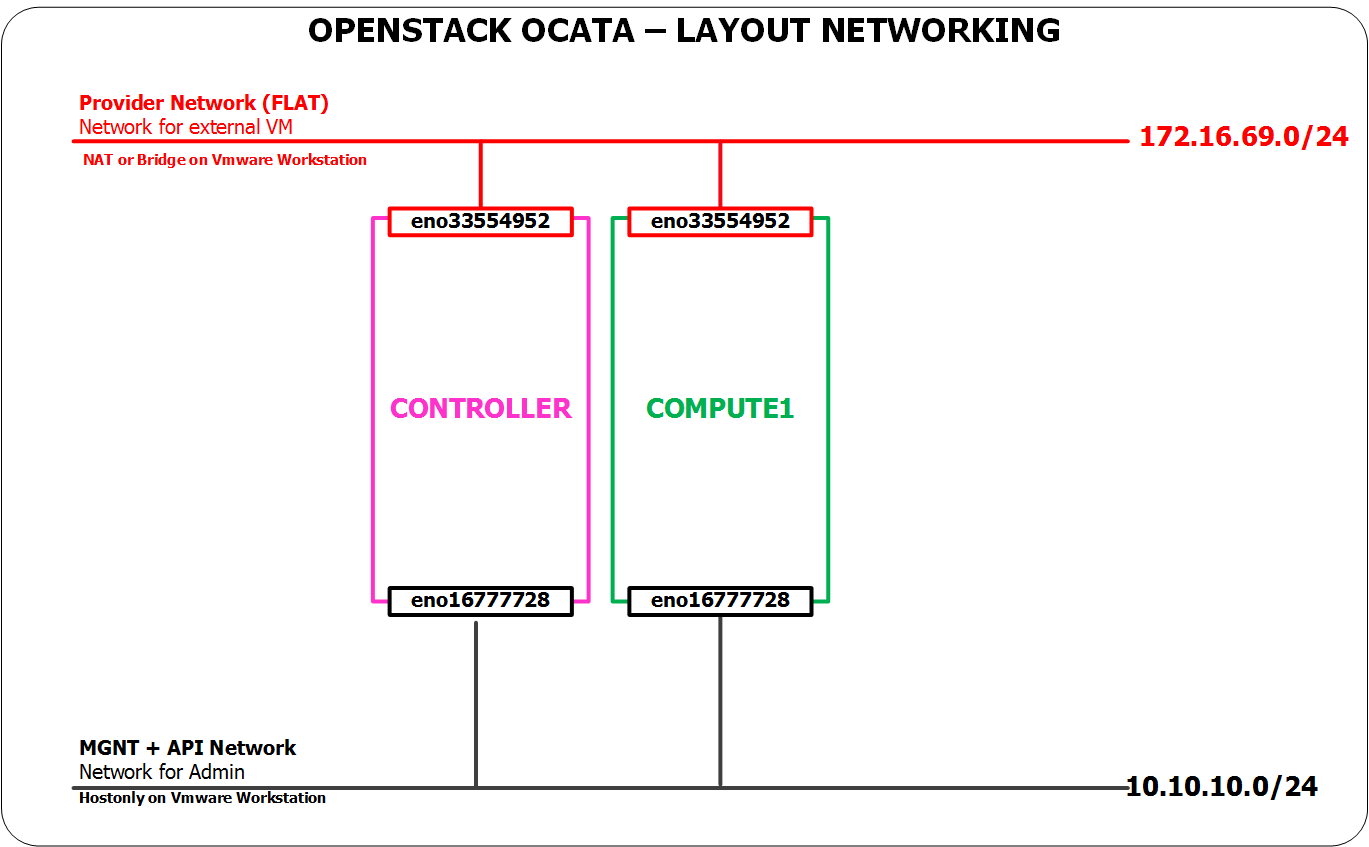 OPENSTACK OCATA – LAYOUT NETWORKING
Provider Network (FLAT)
Network for external VM
172.16.69.0/24
NAT or Bridge on Vmware Workstation
eno33554952
eno33554952
CONTROLLER
COMPUTE1
eno16777728
eno16777728
MGNT + API Network
Network for Admin
10.10.10.0/24
Hostonly on Vmware Workstation